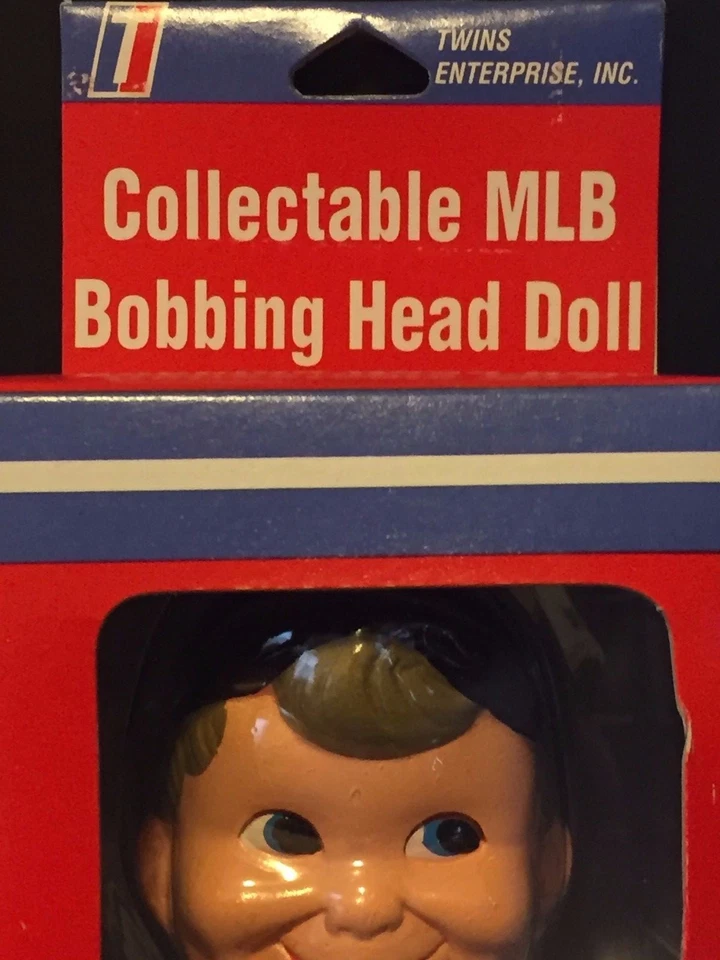 T
TWINS
ENTERPRISE, INC.
Collectable MLB
Bobbing Head Doll